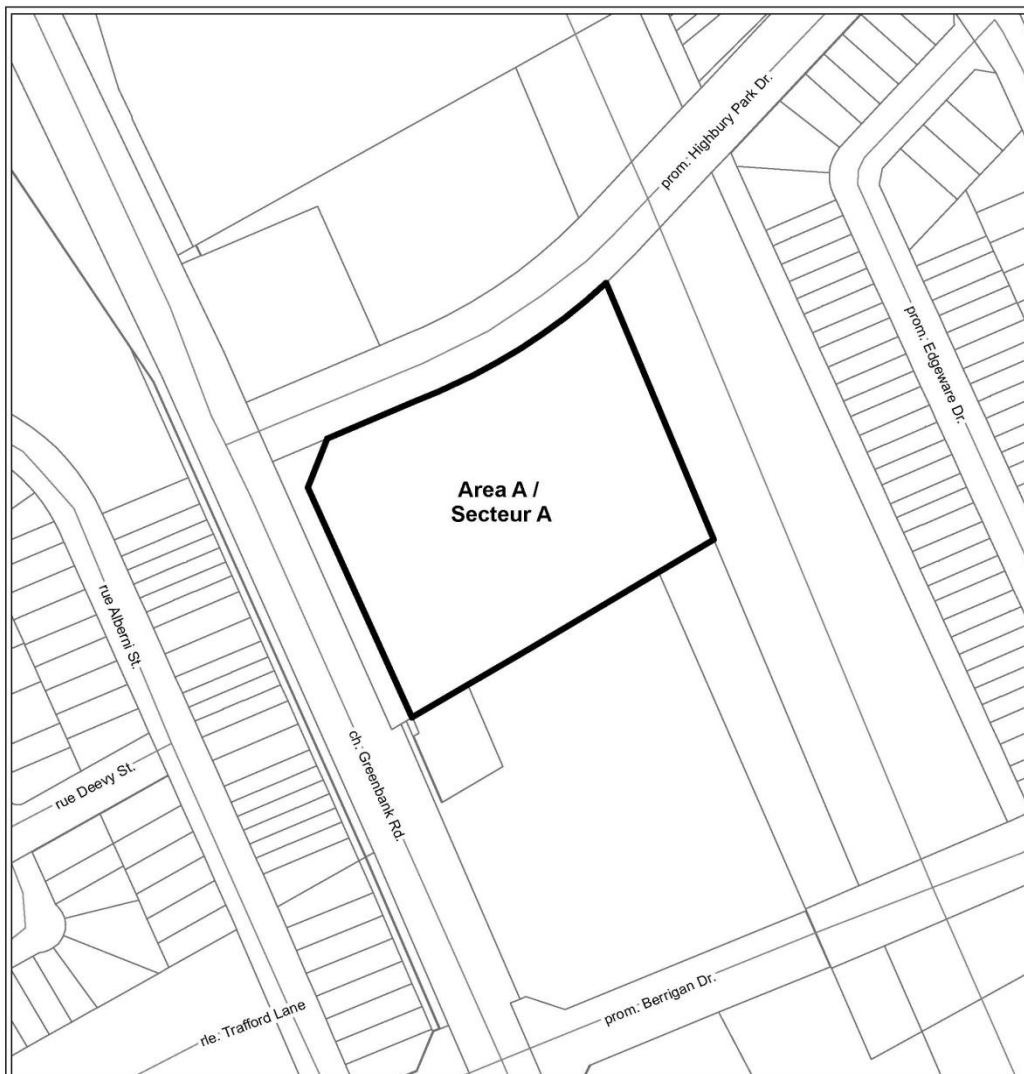 prom: Highbury Park Dr.
prom: Edgeware Dr.
Area A /
Secteur A
rue Alberni St.
ch: Greenbank Rd.
rue Deevy St.
prom: Berrigan Dr.
rle: Trafford Lane